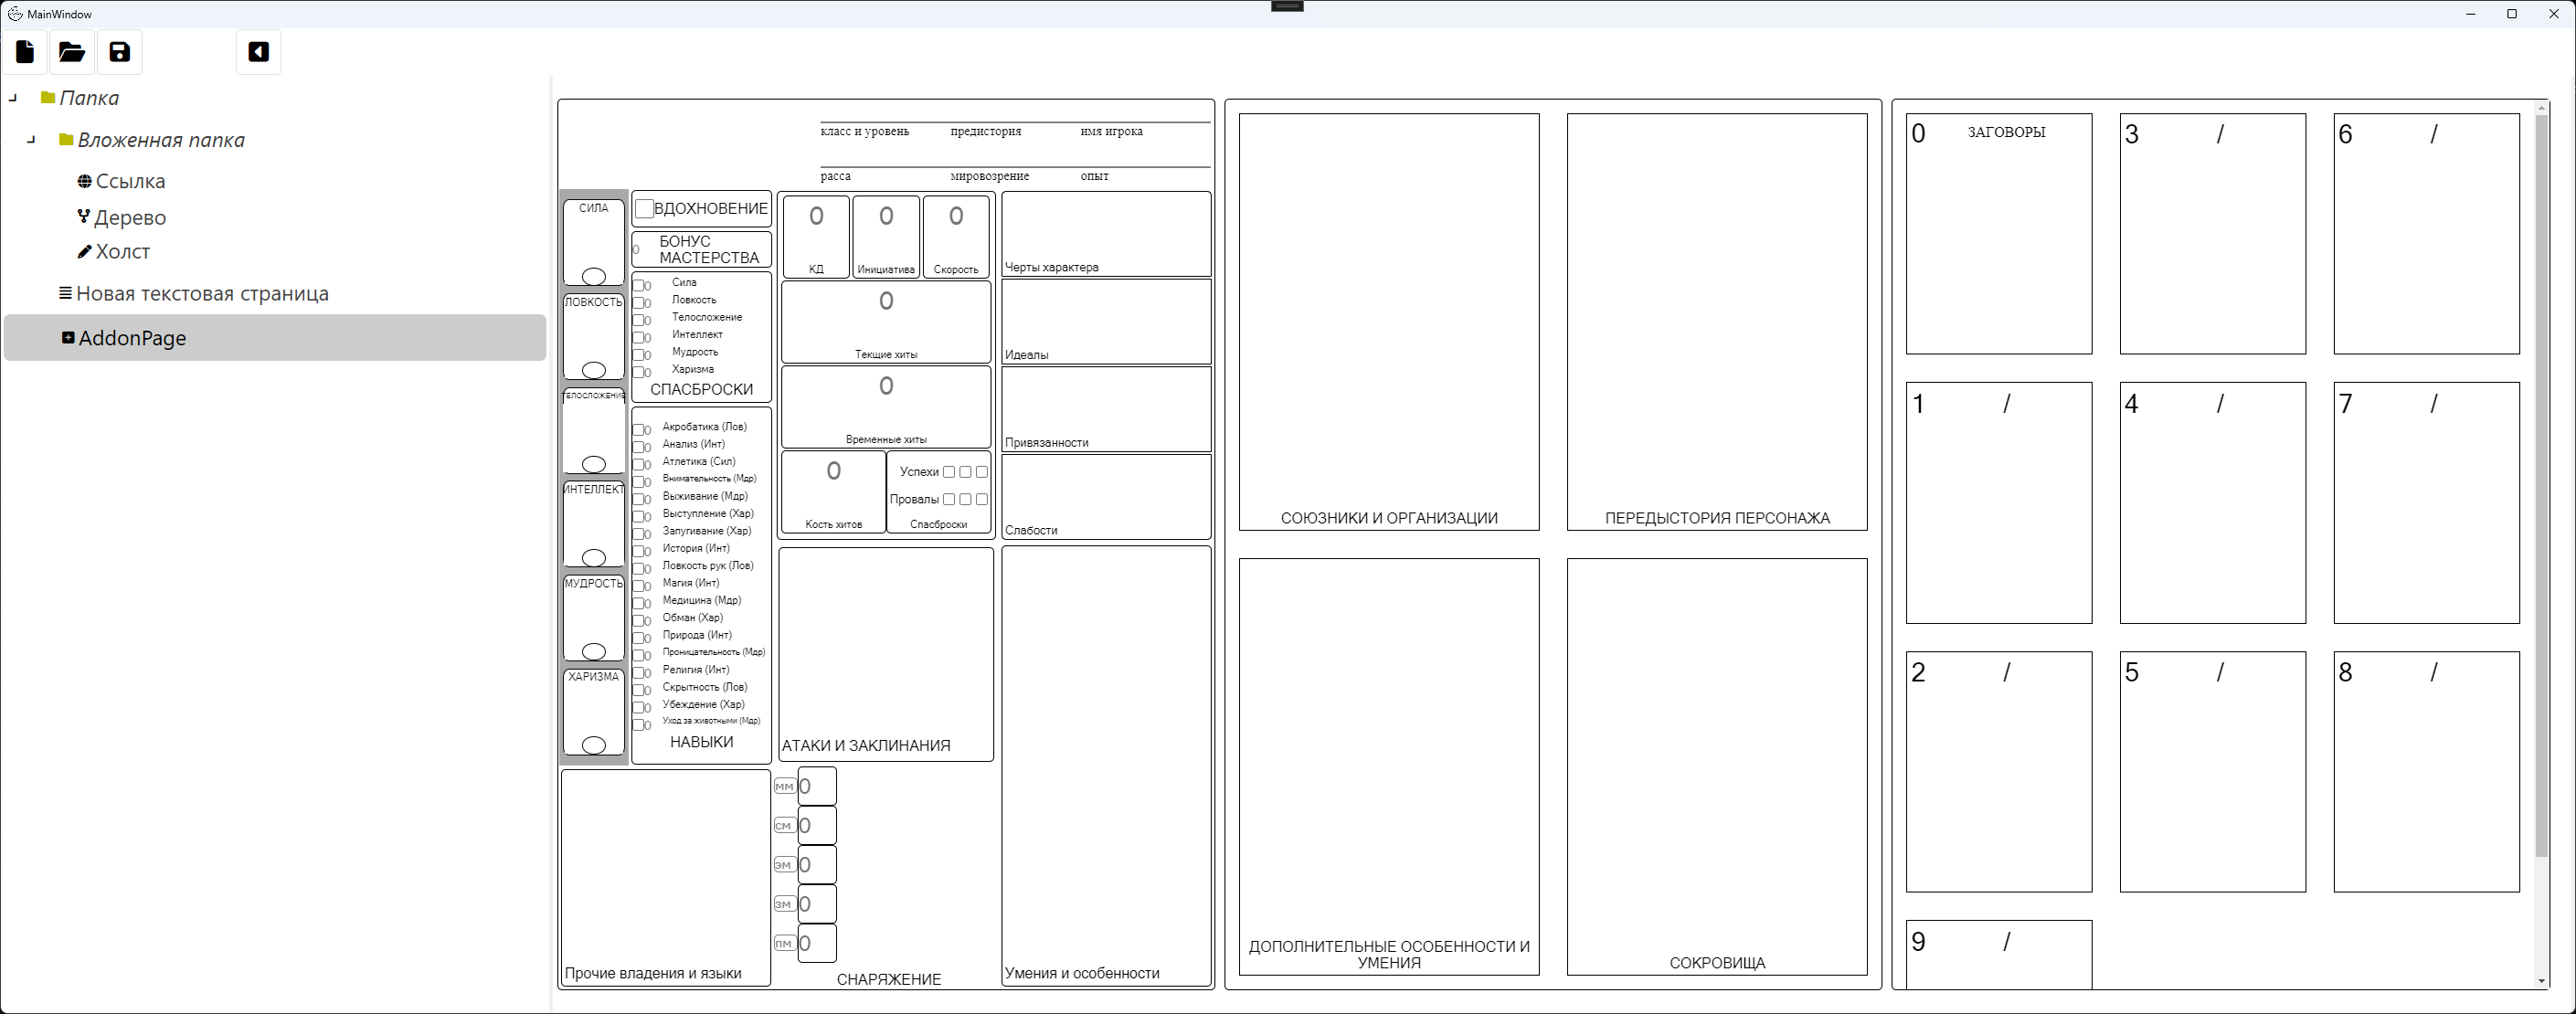 MainWindow
Папка
Вложенная папка
Ссылка
Дерево
Холст
Новая текстовая страница
AddonPage
класс и уровень предистория имя игрока
расса мировозрение опыт
СИЛА
ЛОВКОСТЬ
ТЕЛОСЛОЖЕНИЕ
ИНТЕЛЛЕКТ
МУДРОСТЬ
ХАРИЗМА
ВДОХНОВЕНИЕ
0 БОНУС
МАСТЕРСТВА
0 Сила
0 Ловкость
0 Телосложение
0 Интеллект
0 Мудрость
0 Харизма
СПАСБРОСКИ
0 Акробатика (Лов)
0 Анализ (Инт)
0 Атлетика (Сил)
0 Внимательность (Мдр)
0 Выживание (Мдр)
0 Выступление (Хар)
0 Запугивание (Хар)
0 История (Инт)
0 Ловкость рук (Лов)
0 Магия (Инт)
0 Медицина (Мдр)
0 Обман (Хар)
0 Природа (Инт)
0 Проницательность (Мдр)
0 Религия (Инт)
0 Скрытность (Лов)
0 Убеждение (Хар)
0 Уход за животными (Мдр)
НАВЫКИ
Прочие владения и языки
0 0 0
КД Инициатива Скорость
0
Текщие хиты
0
Временные хиты
0
Кость хитов
Успехи
Провалы
Спасброски
АТАКИ И ЗАКЛИНАНИЯ
мм 0
см 0
эм 0
зм 0
пм 0
СНАРЯЖЕНИЕ
Черты характера
Идеалы
Привязанности
Слабости
Умения и особенности
СОЮЗНИКИ И ОРГАНИЗАЦИИ
ПЕРЕДЫСТОРИЯ ПЕРСОНАЖА
ДОПОЛНИТЕЛЬНЫЕ ОСОБЕННОСТИ И
УМЕНИЯ
СОКРОВИЩА
0 ЗАГОВОРЫ
3 /
6 /
1 /
4 /
7 /
2 /
5 /
8 /
9 /